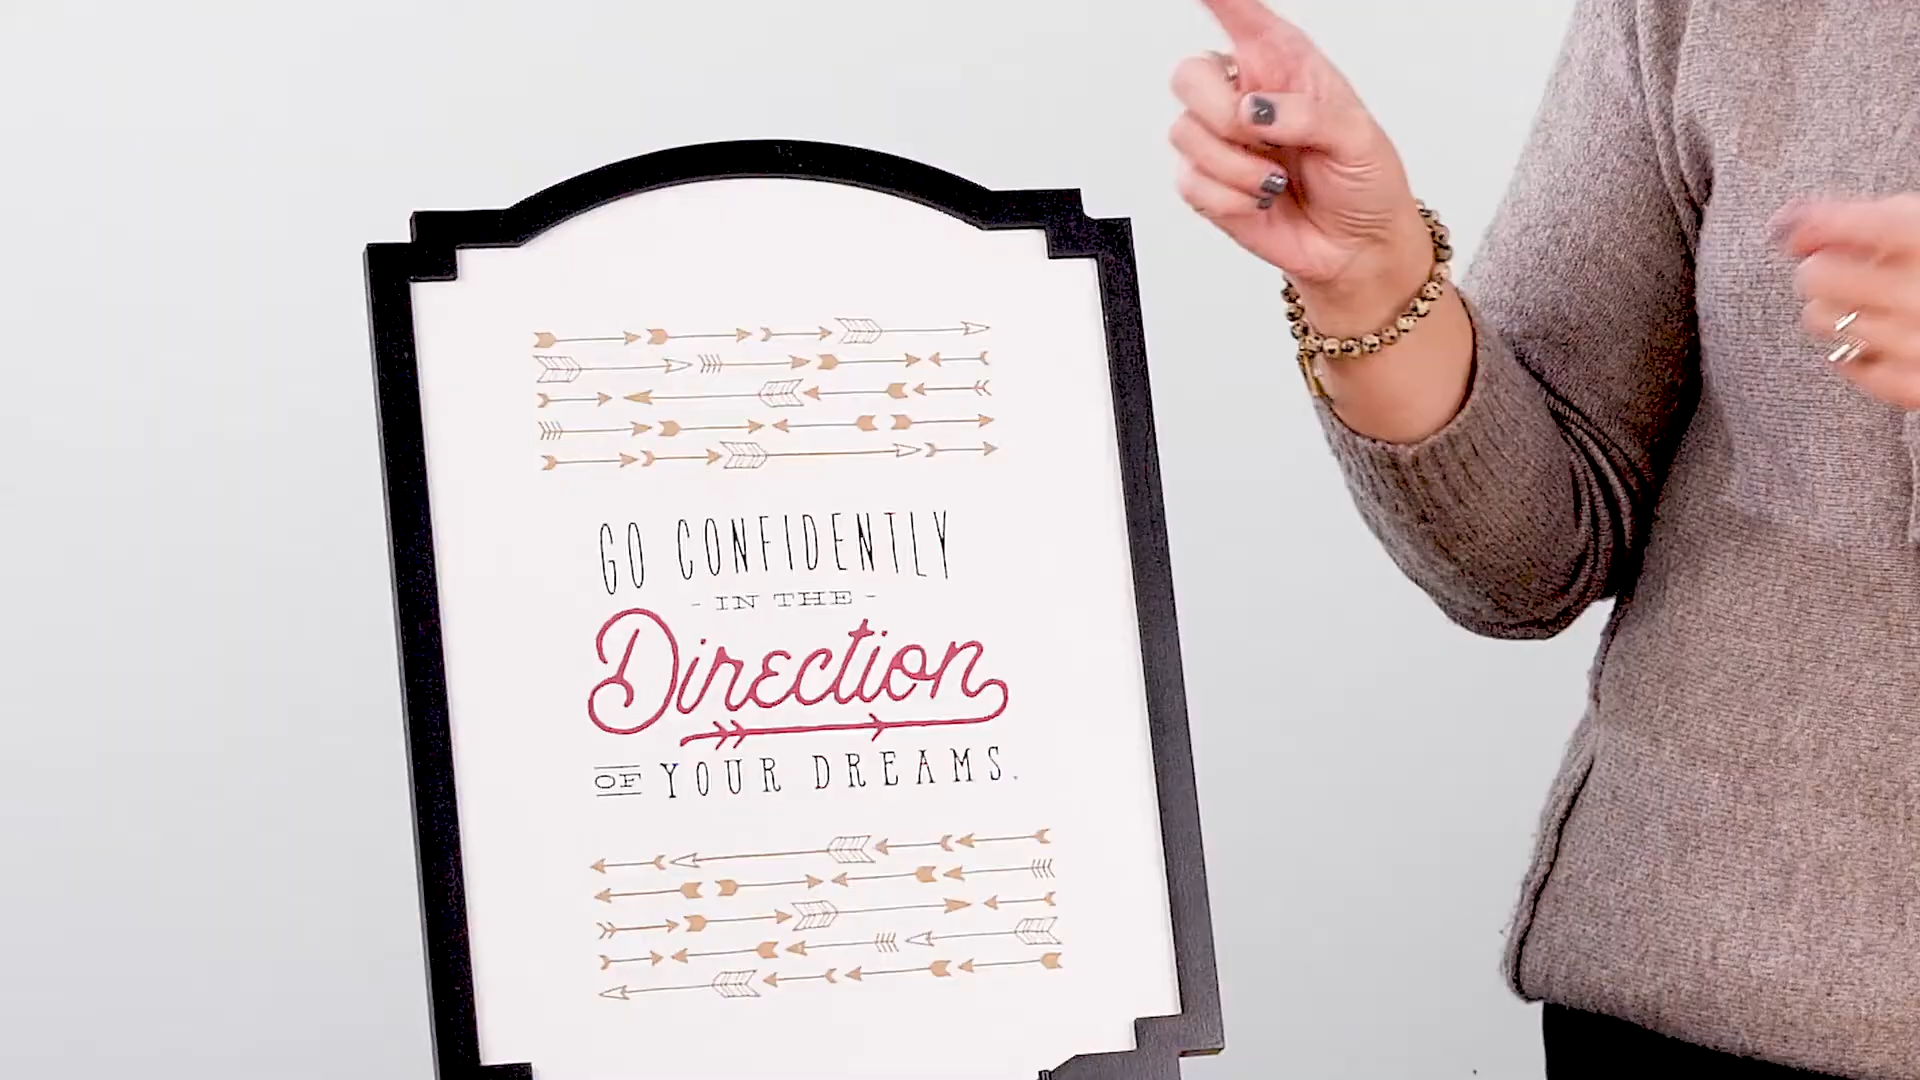 GO CONFIDENTLY
- IN THE -
Direction
OF YOUR DREAMS.